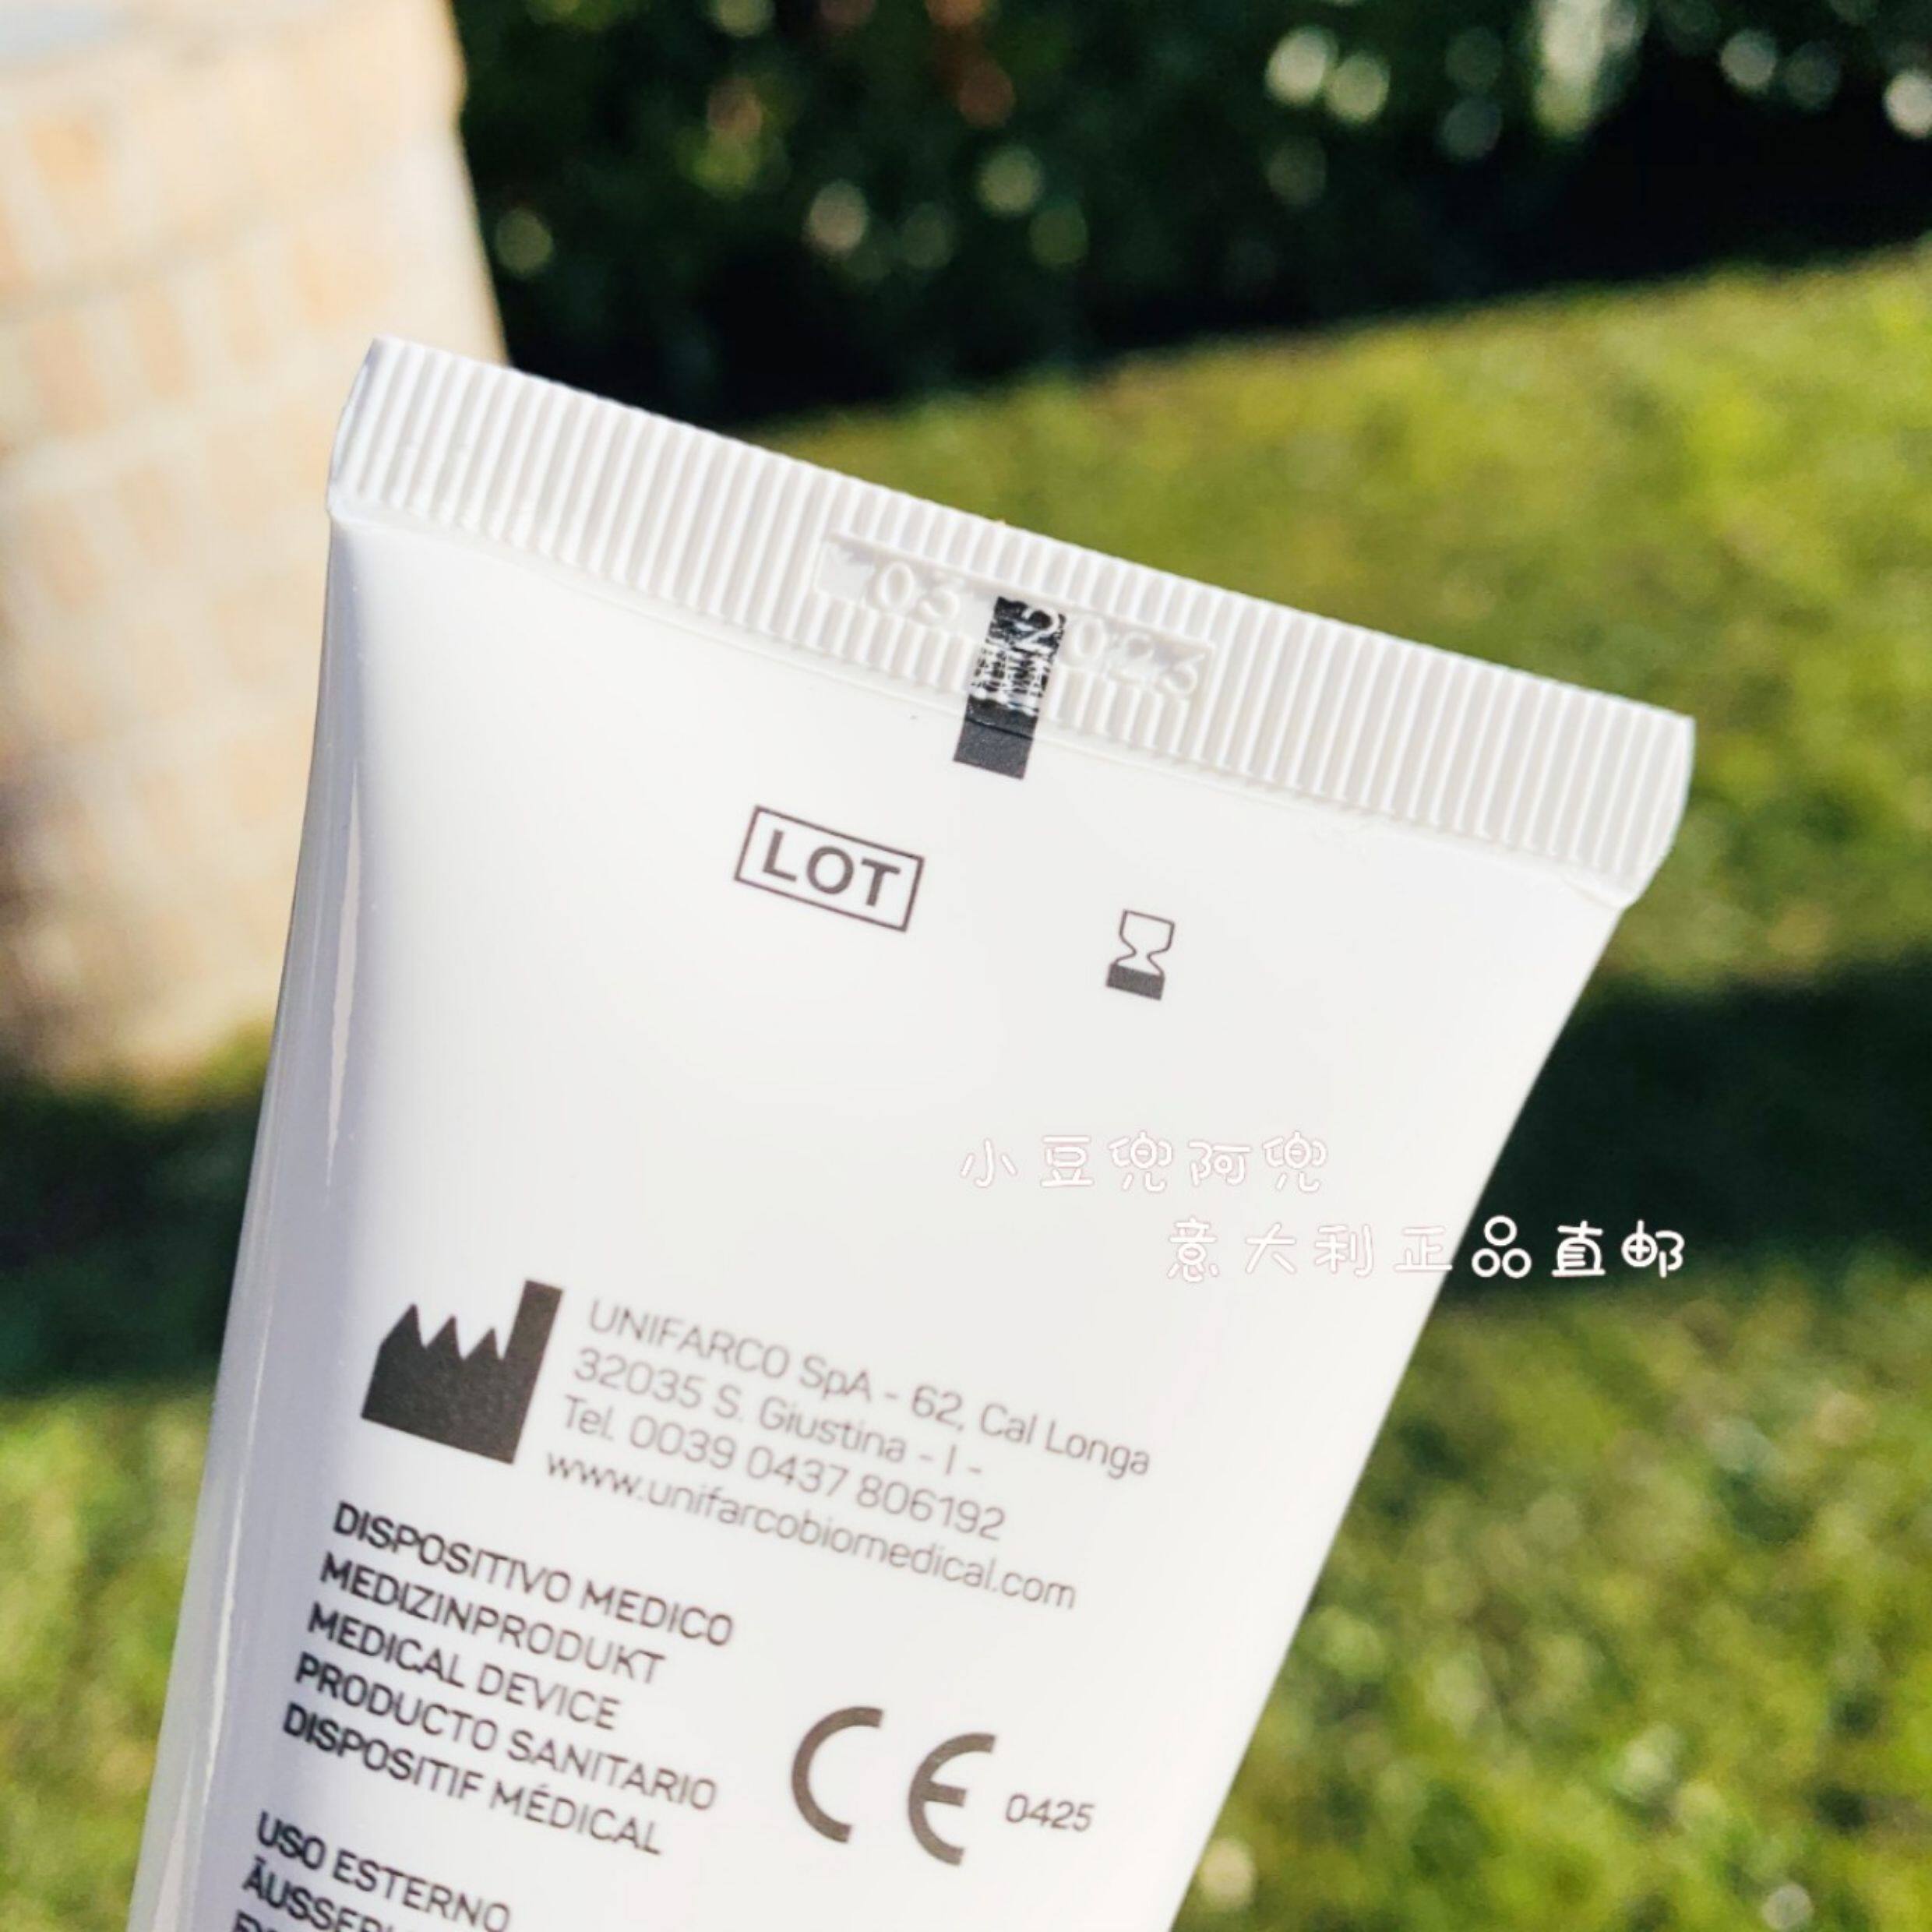 03 2023
LOT
小豆兜阿兜
意大利正品直邮
UNIFARCO SpA - 62, Cal Longa
32035 S. Giustina - I -
Tel. 0039 0437 806192
www.unifarcobiomedical.com
DISPOSITIVO MEDICO
MEDIZINPRODUKT
MEDICAL DEVICE
PRODUCTO SANITARIO
DISPOSITIF MÉDICAL
CE 0425
USO ESTERNO